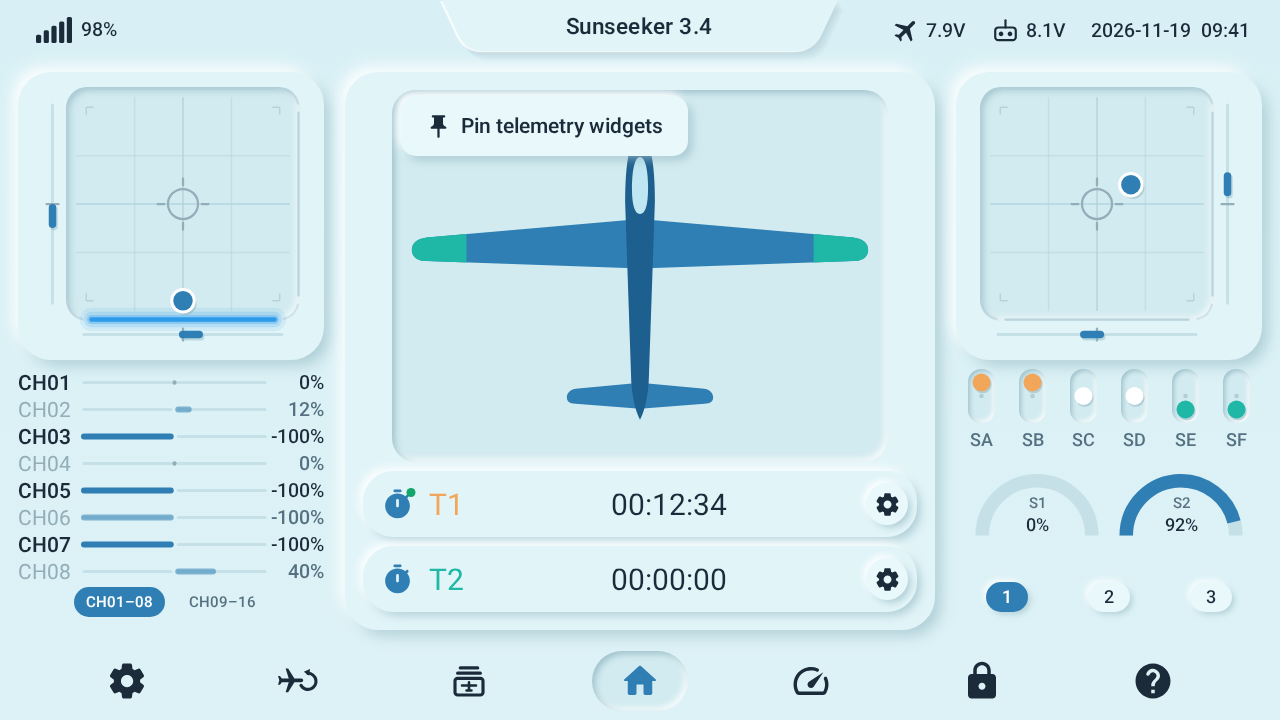 98%
Sunseeker 3.4
7.9V
8.1V
2026-11-19 09:41
Pin telemetry widgets
CH01 0%
CH02 12%
CH03 -100%
CH04 0%
CH05 -100%
CH06 -100%
CH07 -100%
CH08 40%
CH01–08 CH09–16
T1 00:12:34
T2 00:00:00
SA SB SC SD SE SF
S1 S2
0% 92%
1 2 3